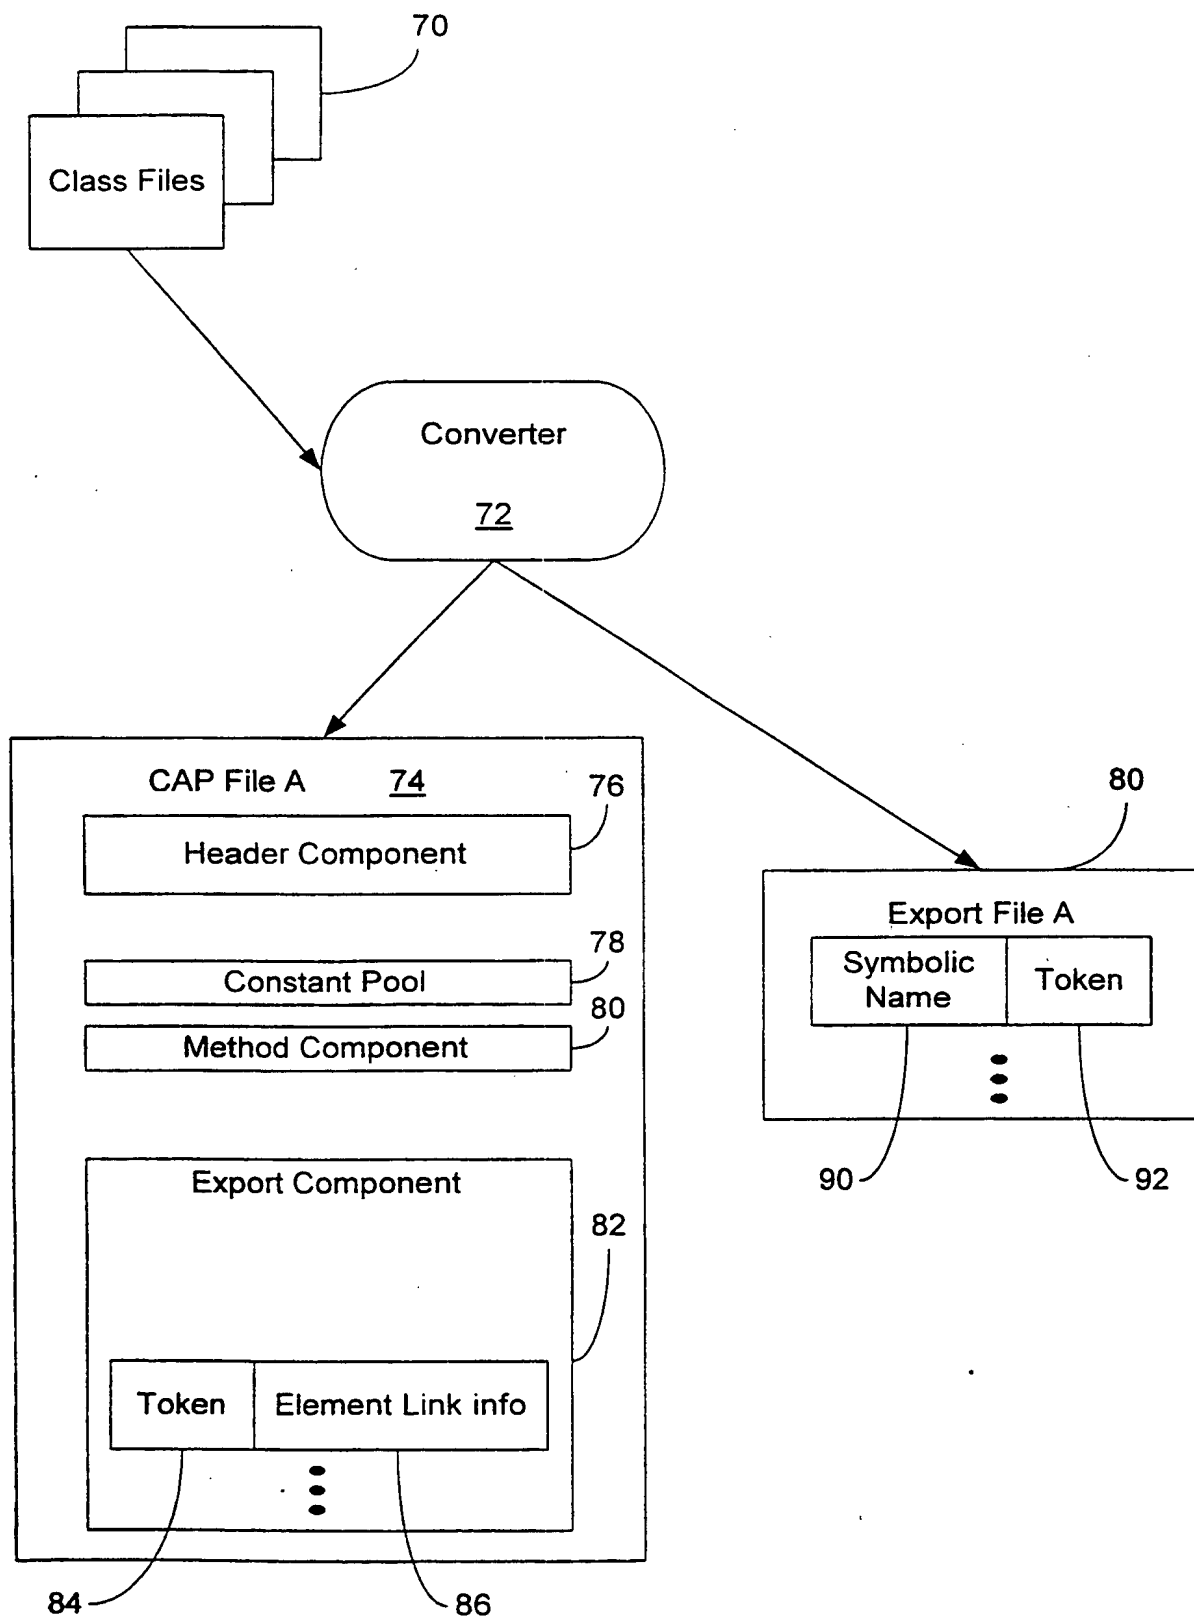 70
Class Files
Converter
72
CAP File A 74
76
Header Component
78
Constant Pool
80
Method Component
Export Component
82
Token Element Link info
84
86
80
Export File A
Symbolic
Name
Token
90
92